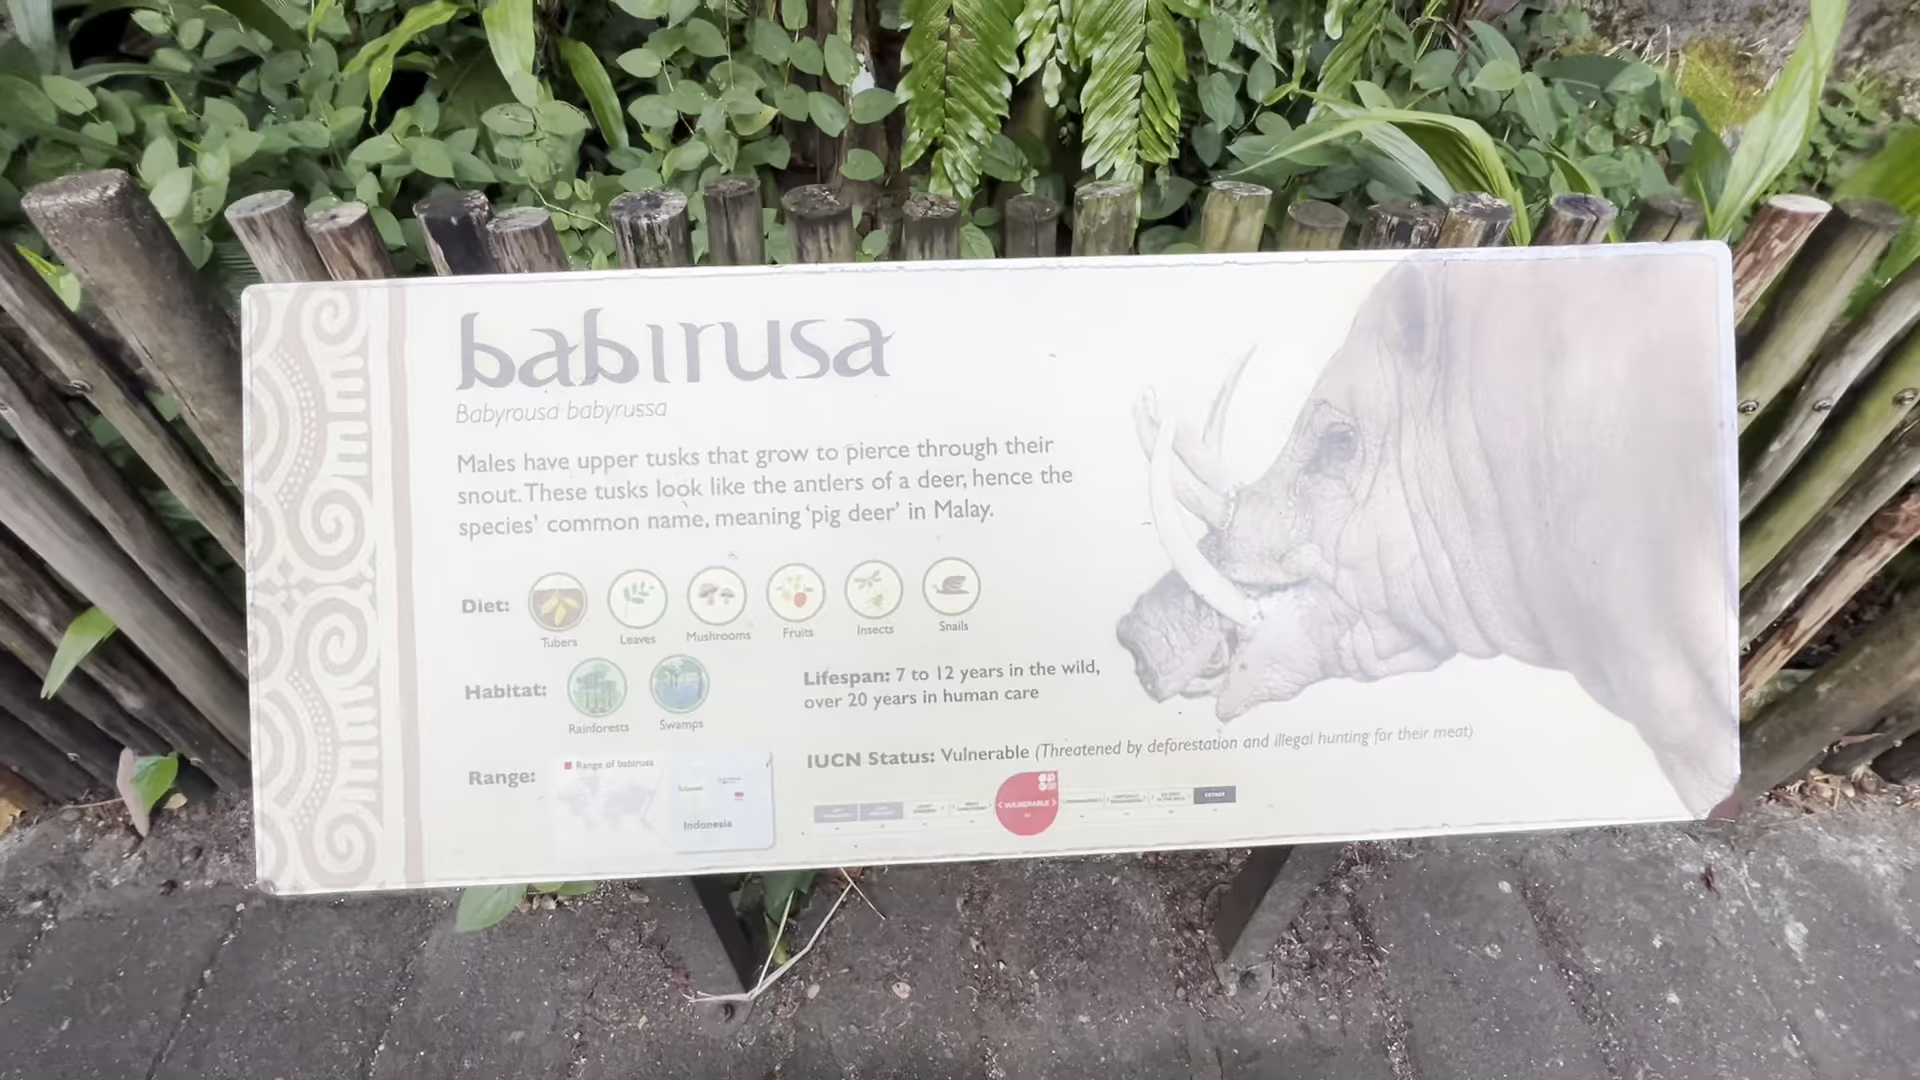 babirusa
Babyrousa babyrussa
Males have upper tusks that grow to pierce through their
snout. These tusks look like the antlers of a deer, hence the
species' common name, meaning 'pig deer' in Malay.
Diet:
Tubers
Leaves
Mushrooms
Fruits
Insects
Snails
Habitat:
Rainforests
Swamps
Lifespan: 7 to 12 years in the wild,
over 20 years in human care
Range:
Range of babirusa
Indonesia
IUCN Status: Vulnerable (Threatened by deforestation and illegal hunting for their meat)
< VULNERABLE >
EXTINCT